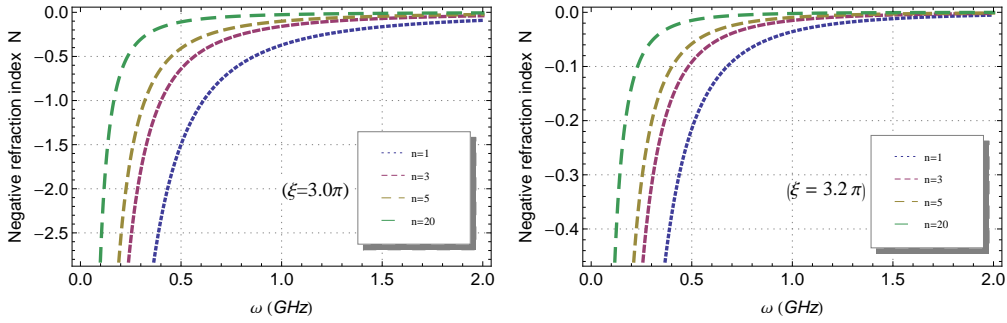 0.0
-0.5
-1.0
-1.5
-2.0
-2.5
Negative refraction index N
0.0 0.5 1.0 1.5 2.0
ω (GHz)
(ξ=3.0π)
n=1
n=3
n=5
n=20
0.0
-0.1
-0.2
-0.3
-0.4
Negative refraction index N
0.0 0.5 1.0 1.5 2.0
ω (GHz)
(ξ = 3.2 π)
n=1
n=3
n=5
n=20